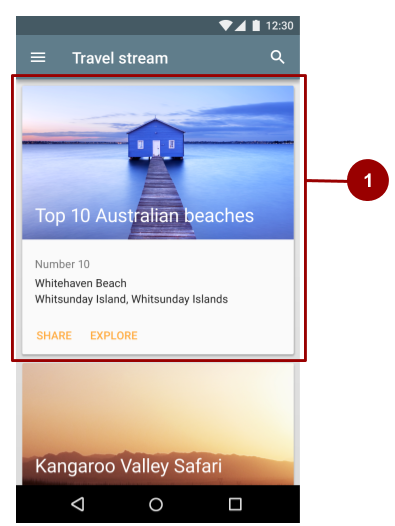 12:30
Travel stream
1
Top 10 Australian beaches
Number 10
Whitehaven Beach
Whitsunday Island, Whitsunday Islands
SHARE EXPLORE
Kangaroo Valley Safari